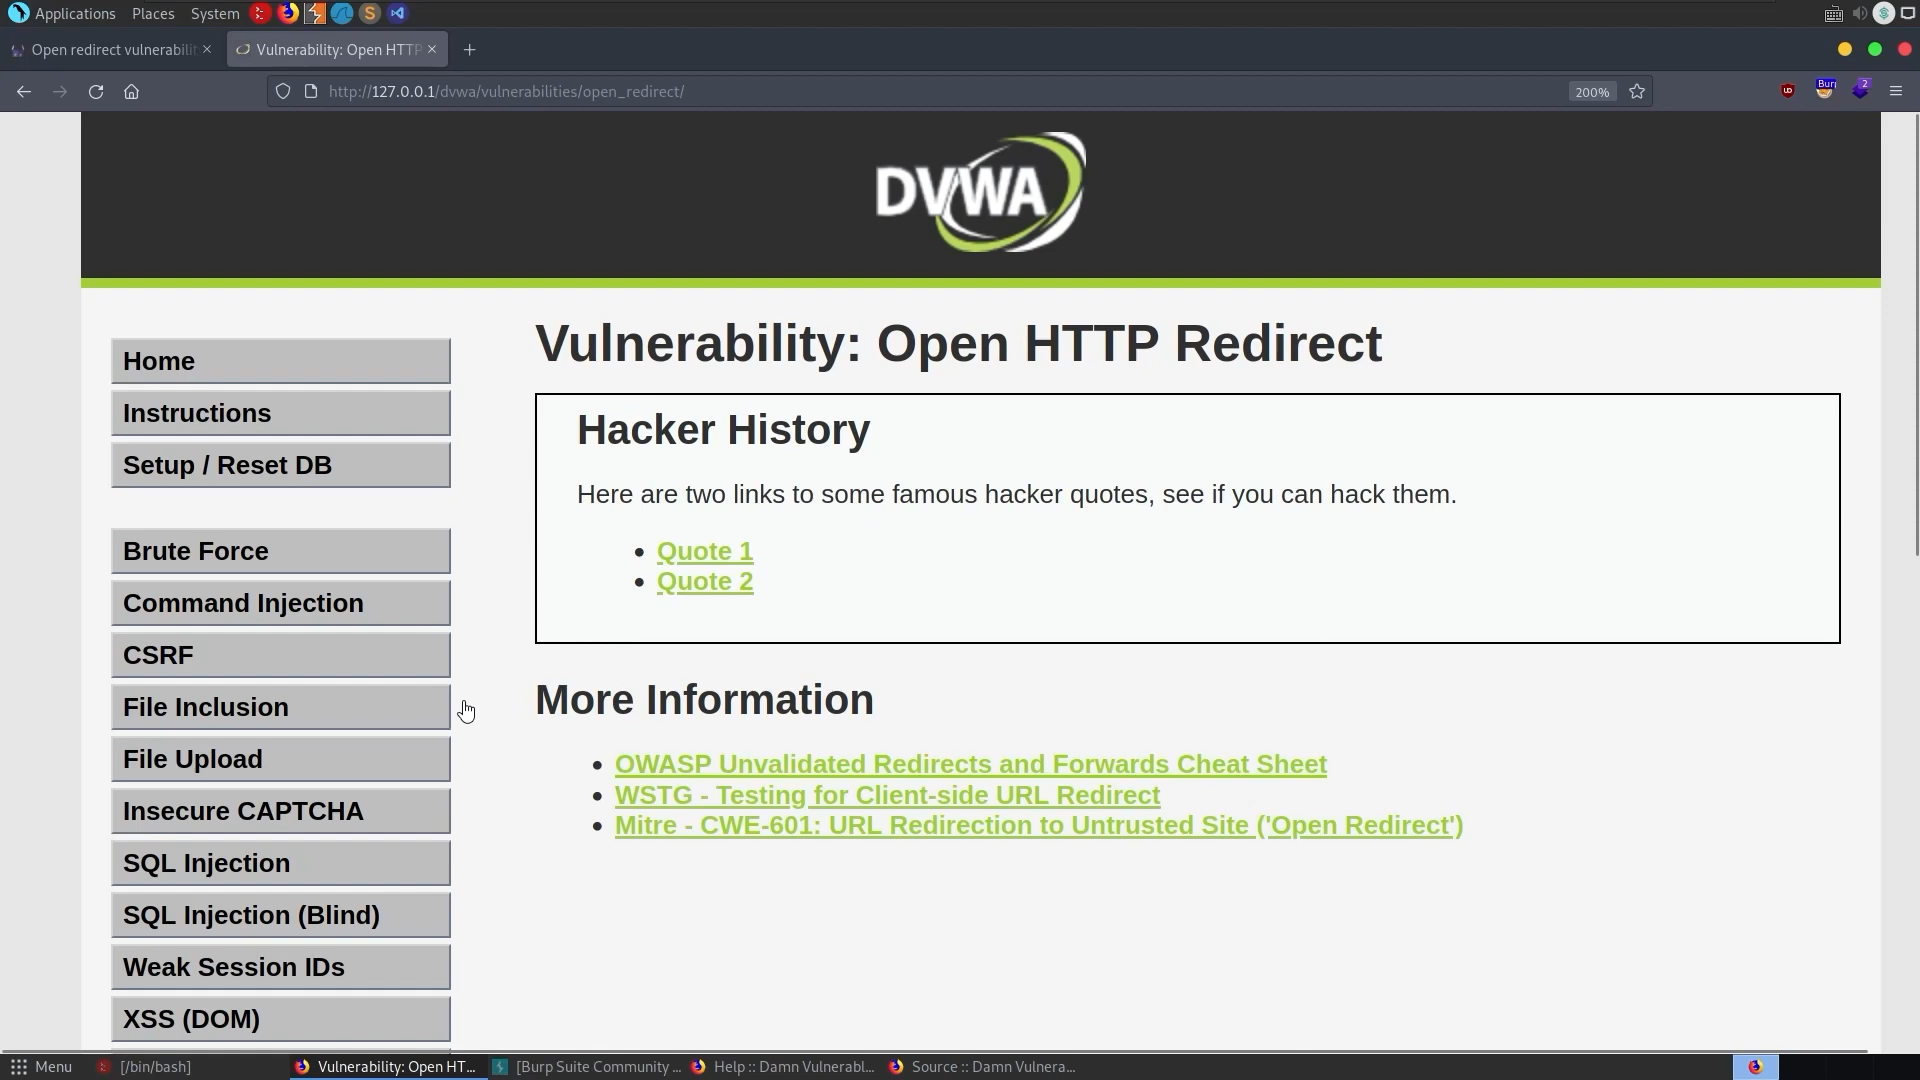 Applications Places System
Open redirect vulnerabilit
Vulnerability: Open HTTP
http://127.0.0.1/dvwa/vulnerabilities/open_redirect/
200%
Burp
2
DVWA
Home
Instructions
Setup / Reset DB
Brute Force
Command Injection
CSRF
File Inclusion
File Upload
Insecure CAPTCHA
SQL Injection
SQL Injection (Blind)
Weak Session IDs
XSS (DOM)
Vulnerability: Open HTTP Redirect
Hacker History
Here are two links to some famous hacker quotes, see if you can hack them.
Quote 1
Quote 2
More Information
OWASP Unvalidated Redirects and Forwards Cheat Sheet
WSTG - Testing for Client-side URL Redirect
Mitre - CWE-601: URL Redirection to Untrusted Site ('Open Redirect')
Menu
[/bin/bash]
Vulnerability: Open HT...
[Burp Suite Community ...
Help :: Damn Vulnerabl...
Source :: Damn Vulnera...